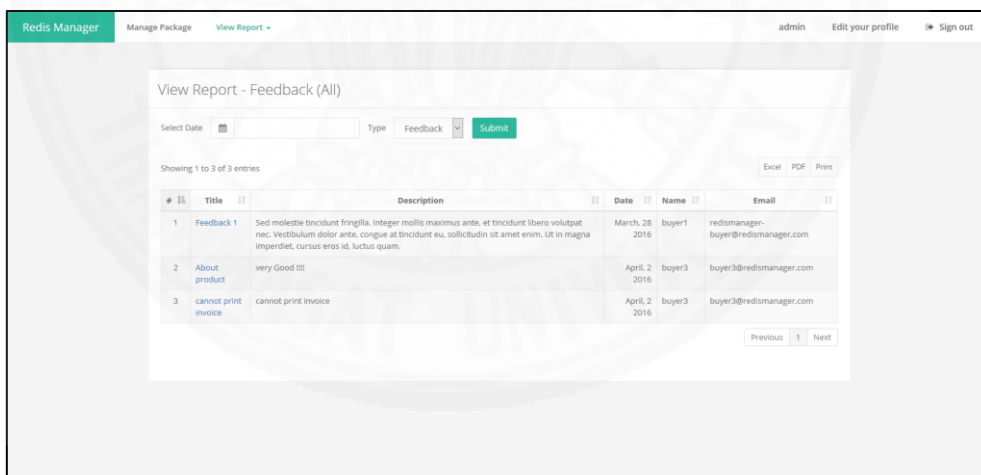 Redis Manager Manage Package View Report admin Edit your profile Sign out
View Report - Feedback (All)
Select Date Type Feedback Submit
Showing 1 to 3 of 3 entries Excel PDF Print
# Title Description Date Name Email
1 Feedback 1 Sed molestie tincidunt fringilla. Integer mollis maximus ante, et tincidunt libero volutpat March, 28 buyer1 redismanager-
nec. Vestibulum dolor ante, congue at tincidunt eu, sollicitudin sit amet enim. Ut in magna 2016 buyer@redismanager.com
imperdiet, cursus eros id, luctus quam.
2 About very Good !!!! April, 2 buyer3 buyer3@redismanager.com
product 2016
3 cannot print cannot print invoice April, 2 buyer3 buyer3@redismanager.com
invoice 2016
Previous 1 Next